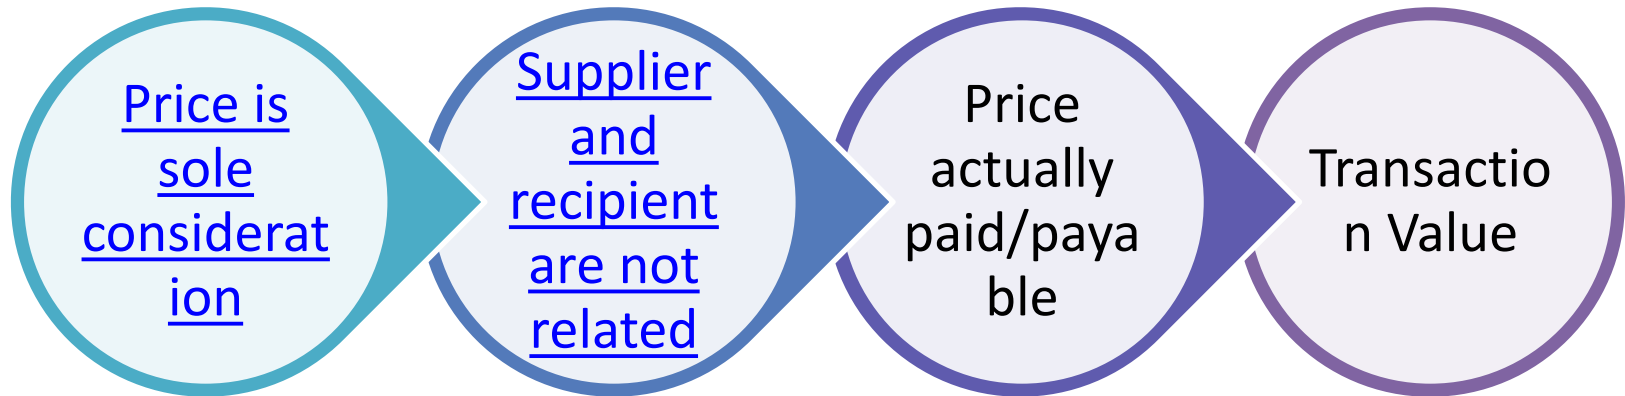 Price is
sole
considerat
ion
Supplier
and
recipient
are not
related
Price
actually
paid/paya
ble
Transactio
n Value